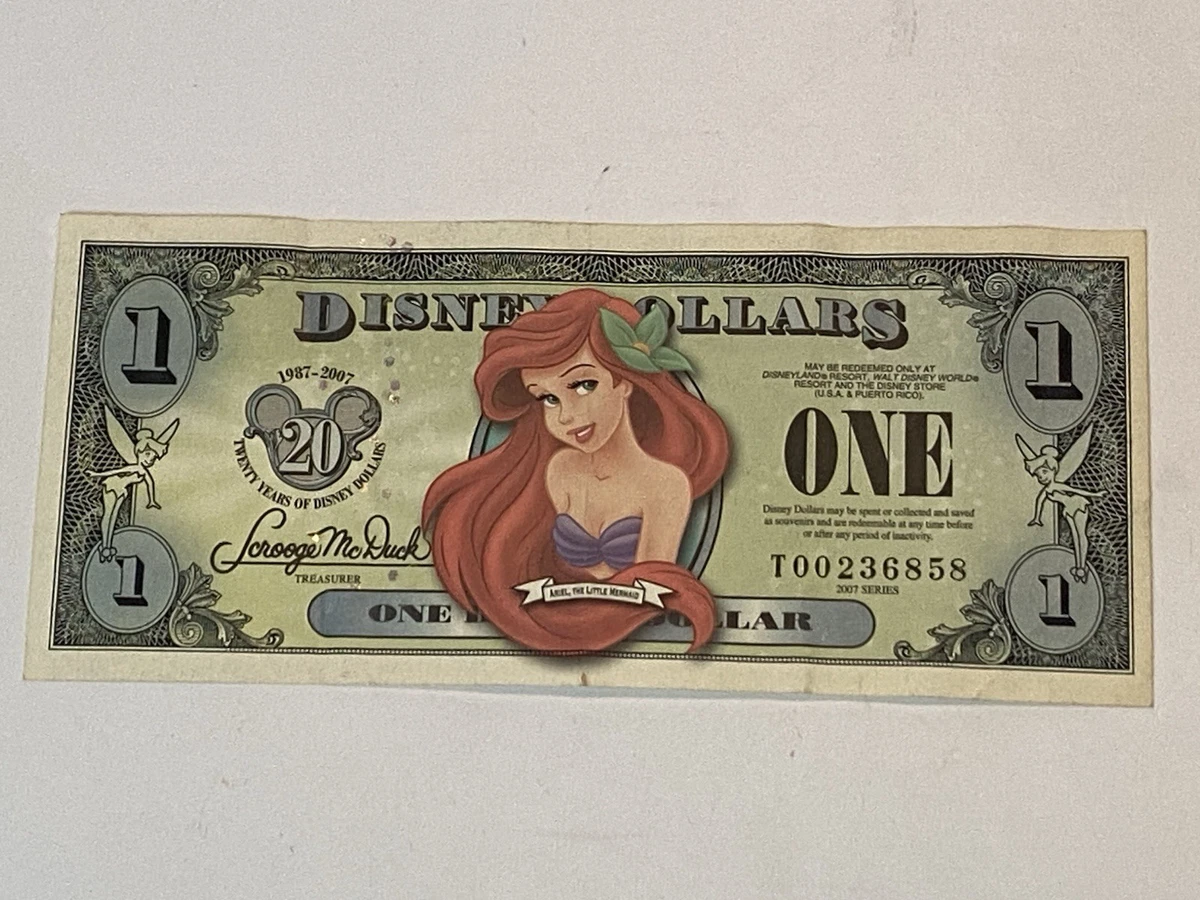 1
DISNEY DOLLARS
1
1987-2007
20
TWENTY YEARS OF DISNEY DOLLARS
MAY BE REDEEMED ONLY AT
DISNEYLAND® RESORT, WALT DISNEY WORLD®
RESORT AND THE DISNEY STORE
(U.S.A. & PUERTO RICO).
ONE
Disney Dollars may be spent or collected and saved
as souvenirs and are redeemable at any time before
or after any period of inactivity.
Scrooge McDuck
TREASURER
T00236858
2007 SERIES
1
ARIEL, THE LITTLE MERMAID
ONE D DOLLAR
1